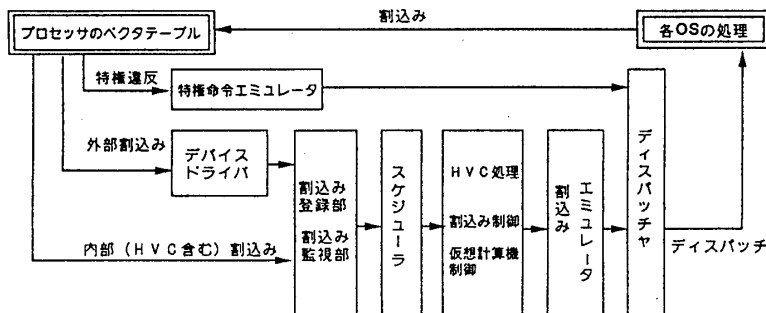 割込み
プロセッサのベクタテーブル
各OSの処理
特権違反
特権命令エミュレータ
外部割込み
デバイス
ドライバ
内部(HVC含む)割込み
割込み
登録部
割込み
監視部
スケジューラ
HVC処理
割込み制御
仮想計算機
制御
割込み
エミュレータ
ディスパッチャ
ディスパッチ